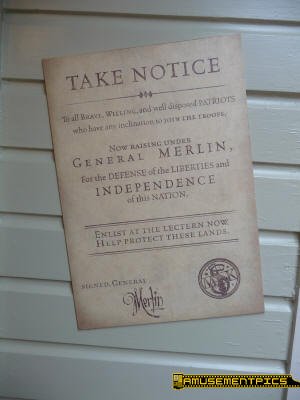 TAKE NOTICE
To all BRAVE, WILLING, and well disposed PATRIOTS
who have any inclination to JOIN THE TROOPS,
NOW RAISING UNDER
GENERAL MERLIN,
For the DEFENSE of the LIBERTIES and
INDEPENDENCE
of this NATION,
ENLIST AT THE LECTERN NOW
HELP PROTECT THESE LANDS.
SIGNED, GENERAL
Merlin
AMUSEMENTPICS